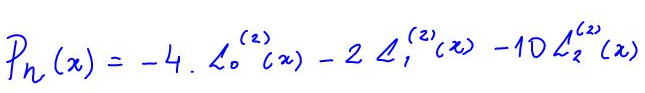 Pₙ(x) = -4 . L₀⁽²⁾(x) - 2 L₁⁽²⁾(x) - 10 L₂⁽²⁾(x)